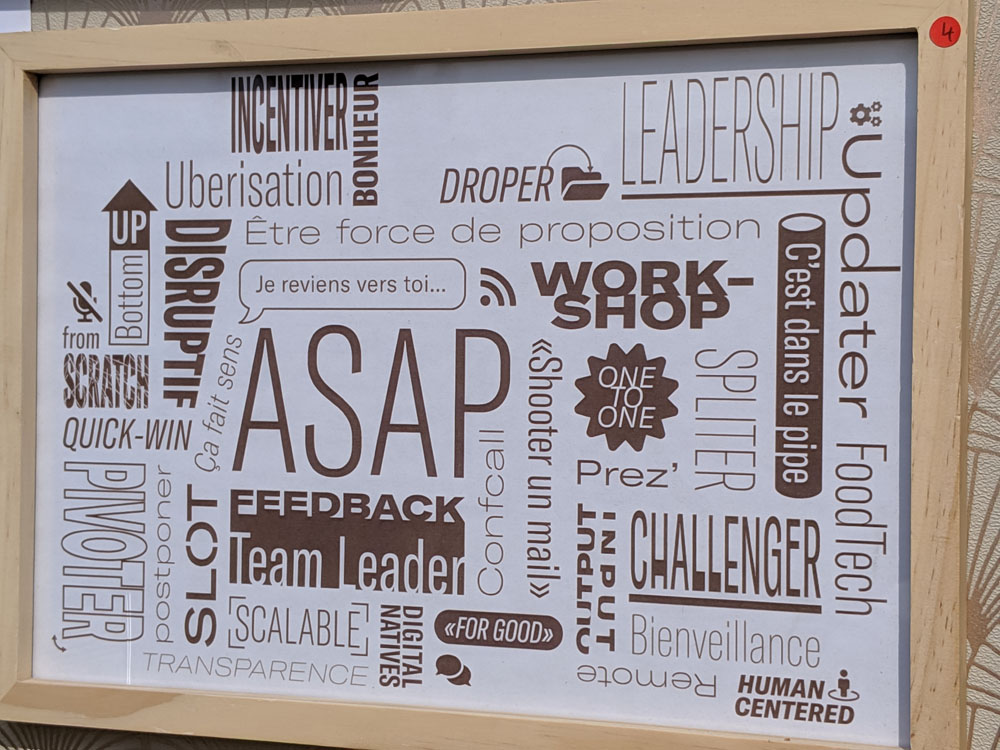 4
INCENTIVER
BONHEUR
LEADERSHIP
Updater
Uberisation
DROPER
UP
Bottom
DISRUPTIF
Être force de proposition
C'est dans le pipe
Je reviens vers toi...
WORK-
SHOP
from
SCRATCH
Ça fait sens
ASAP
«Shooter un mail»
ONE
TO
ONE
SPLITTER
QUICK-WIN
Prez'
FoodTech
PIVOTER
postponer
SLOT
FEEDBACK
Team Leader
Confcall
OUTPUT
INPUT
CHALLENGER
[SCALABLE]
DIGITAL
NATIVES
«FOR GOOD»
Bienveillance
TRANSPARENCE
Remote
HUMAN
CENTERED